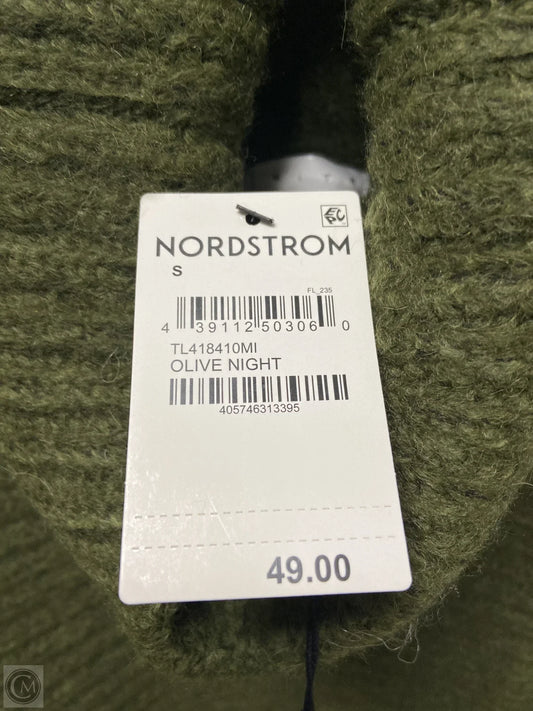 NORDSTROM
S
FL_235
4 39112 50306 0
TL418410MI
OLIVE NIGHT
405746313395
49.00